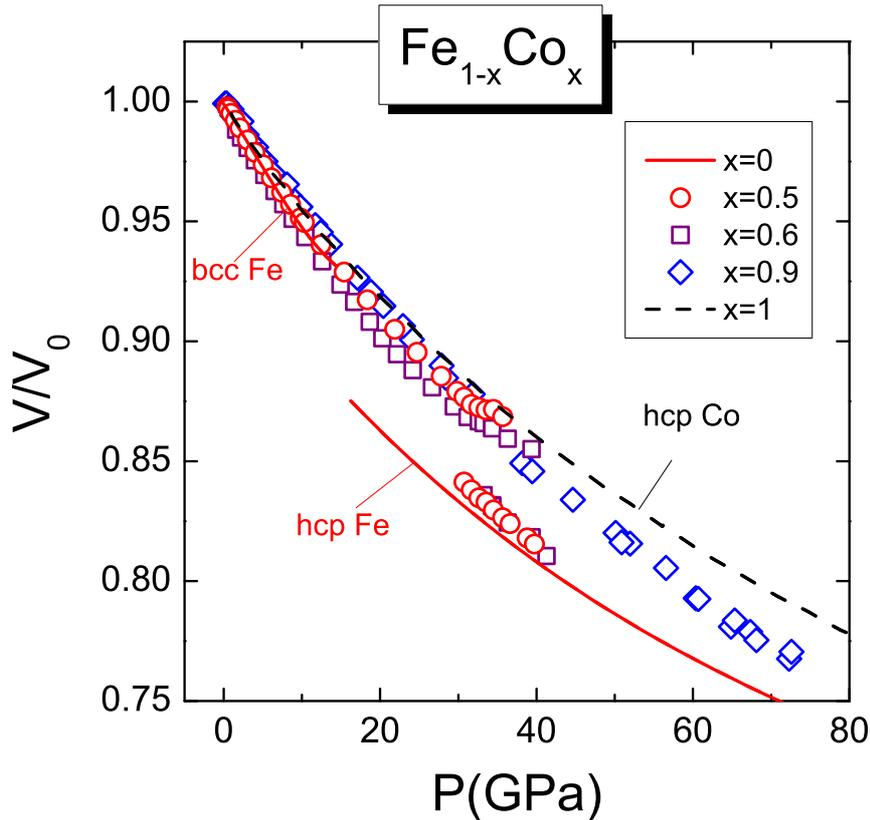 Fe1-xCox
1.00
0.95
0.90
0.85
0.80
0.75
V/V0
0
20
40
60
80
P(GPa)
x=0
x=0.5
x=0.6
x=0.9
x=1
bcc Fe
hcp Co
hcp Fe